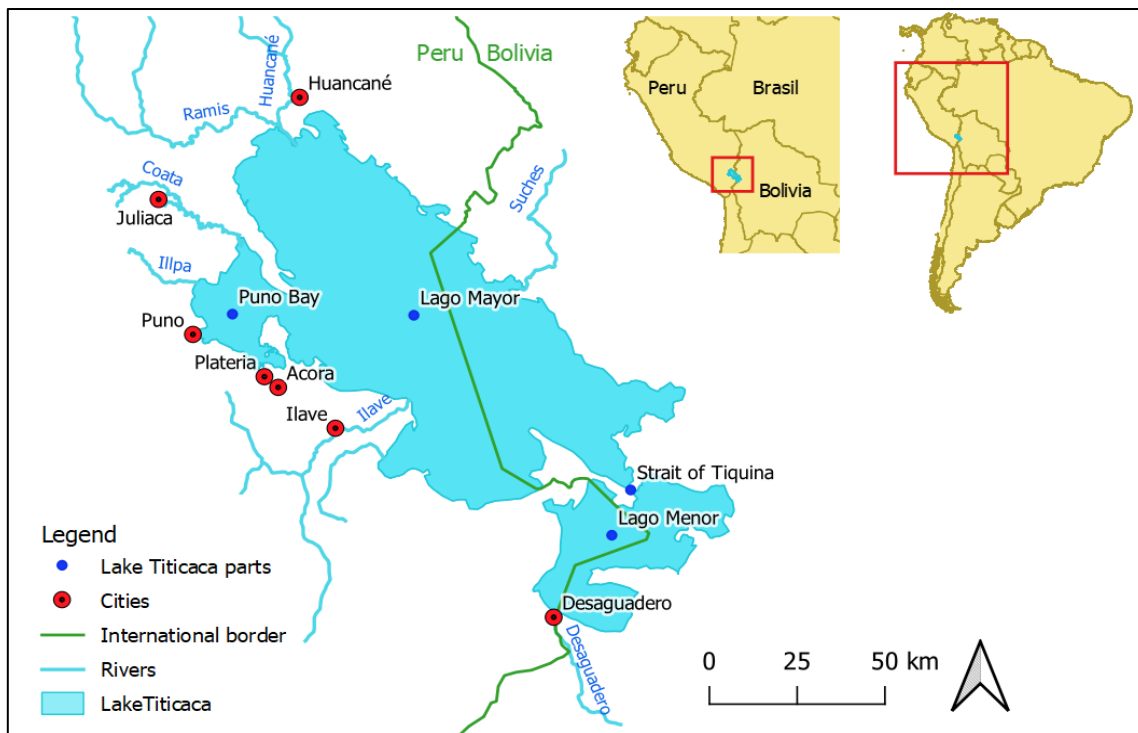 Peru
Bolivia
Huancané
Huancané
Ramis
Coata
Juliaca
Suches
Illpa
Puno Bay
Lago Mayor
Puno
Plateria
Acora
Ilave
Ilave
Strait of Tiquina
Lago Menor
Desaguadero
Desaguadero
Peru
Brasil
Bolivia
Legend
Lake Titicaca parts
Cities
International border
Rivers
LakeTiticaca
0 25 50 km